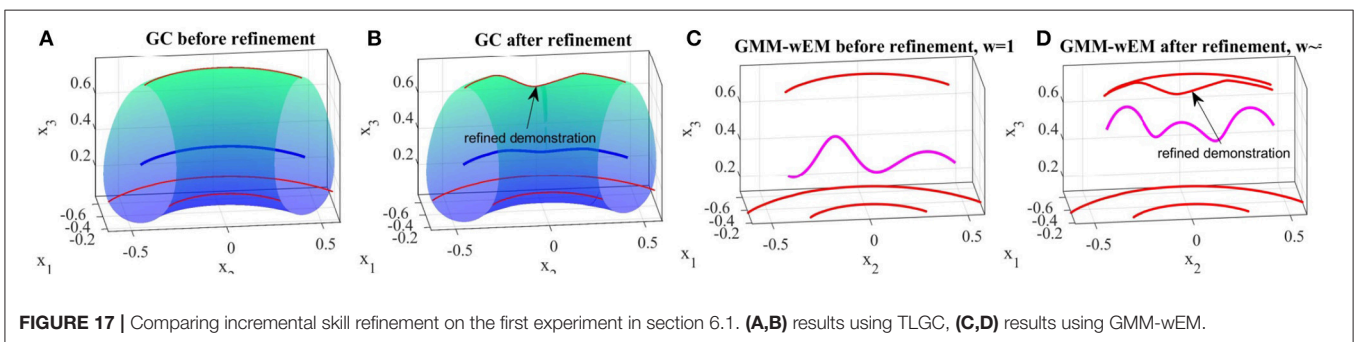 A
GC before refinement
x3
0.6
0.4
0.2
0
-0.6
-0.4
-0.2
-0.5
0
0.5
x1
B
GC after refinement
refined demonstration
0.6
0.4
0.2
0
-0.6
-0.4
-0.2
-0.5
0
0.5
x1
C
GMM-wEM before refinement, w=1
x3
0.6
0.4
0.2
-0.6
-0.4
-0.2
-0.5
0
0.5
x1
x2
D
GMM-wEM after refinement, w~=
refined demonstration
x3
0.6
0.4
0.2
-0.6
-0.4
-0.2
-0.5
0
0.5
x1
x2
FIGURE 17 | Comparing incremental skill refinement on the first experiment in section 6.1. (A,B) results using TLGC, (C,D) results using GMM-wEM.